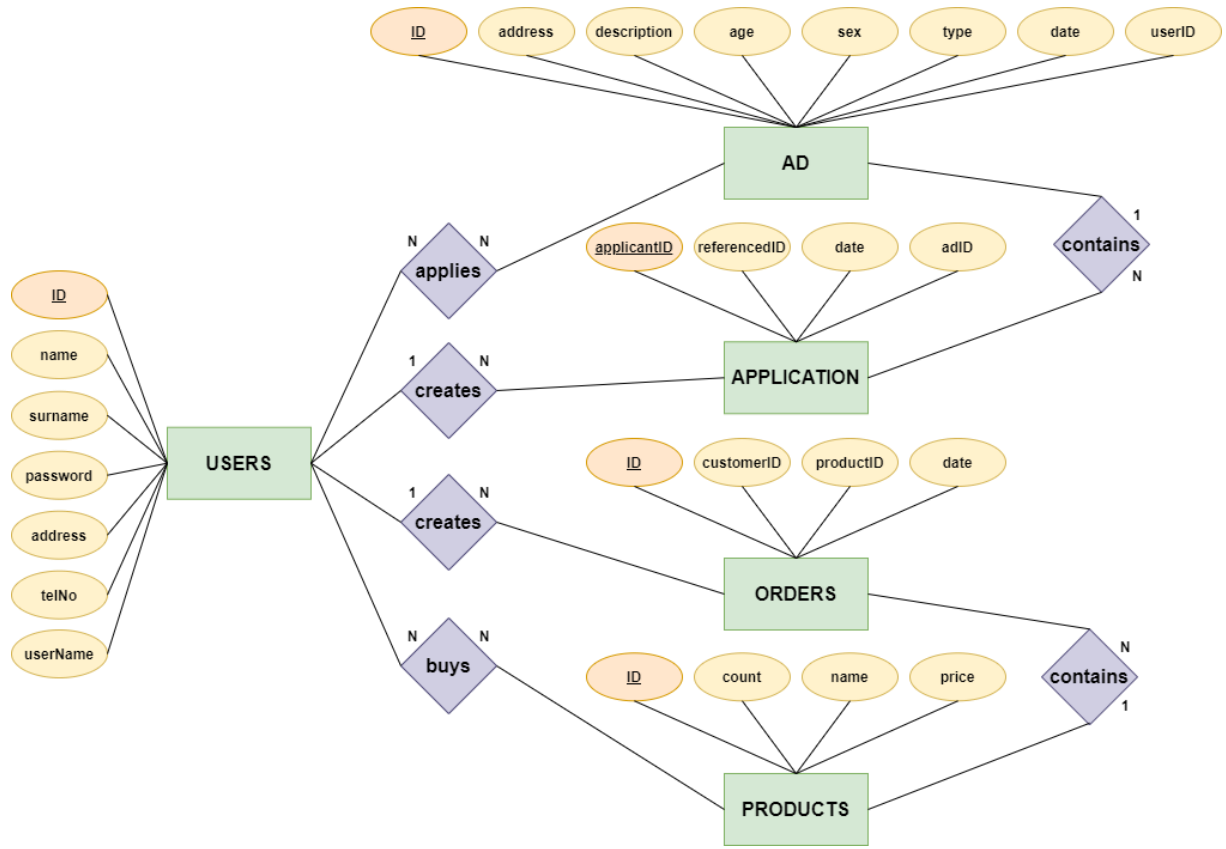 ID
address
description
age
sex
type
date
userID
AD
N
N
applies
1
contains
N
applicantID
referencedID
date
adID
ID
name
surname
password
address
telNo
userName
USERS
1
N
creates
APPLICATION
ID
customerID
productID
date
1
N
creates
ORDERS
N
N
buys
N
contains
1
ID
count
name
price
PRODUCTS